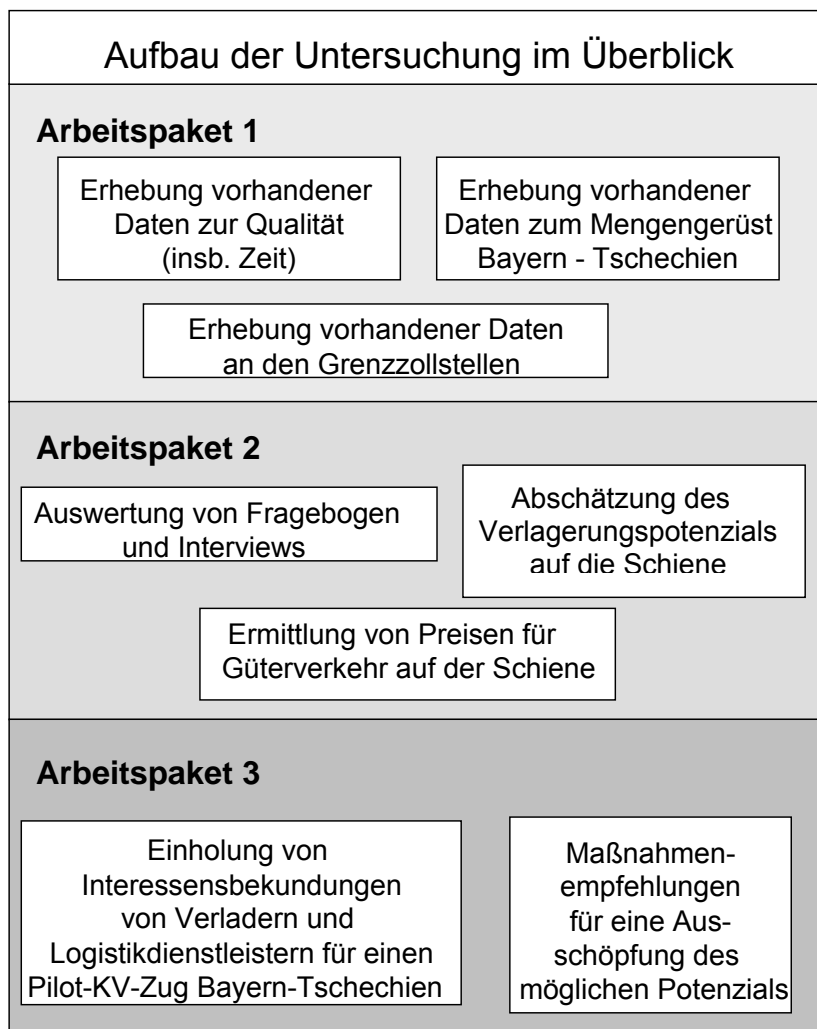 Aufbau der Untersuchung im Überblick
Arbeitspaket 1
Erhebung vorhandener
Daten zur Qualität
(insb. Zeit)
Erhebung vorhandener
Daten zum Mengengerüst
Bayern - Tschechien
Erhebung vorhandener Daten
an den Grenzzollstellen
Arbeitspaket 2
Auswertung von Fragebogen
und Interviews
Abschätzung des
Verlagerungspotenzials
auf die Schiene
Ermittlung von Preisen für
Güterverkehr auf der Schiene
Arbeitspaket 3
Einholung von
Interessensbekundungen
von Verladern und
Logistikdienstleistern für einen
Pilot-KV-Zug Bayern-Tschechien
Maßnahmen-
empfehlungen
für eine Aus-
schöpfung des
möglichen Potenzials